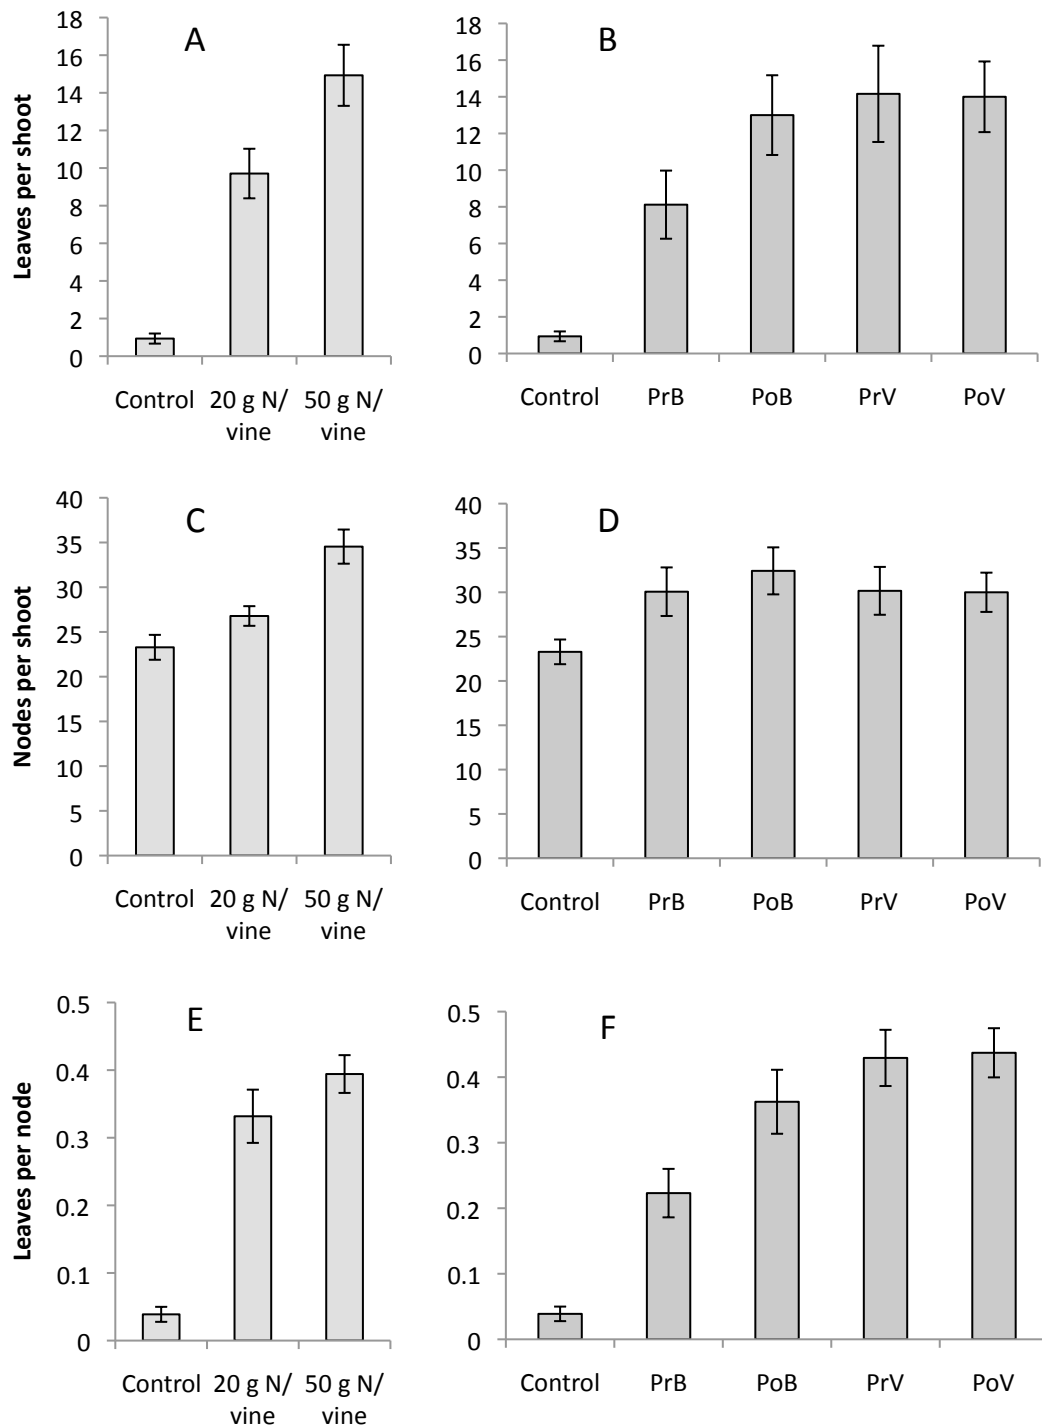 A
Leaves per shoot
18
16
14
12
10
8
6
4
2
0
Control 20 g N/ 50 g N/
vine vine
B
18
16
14
12
10
8
6
4
2
0
Control PrB PoB PrV PoV
C
Nodes per shoot
40
35
30
25
20
15
10
5
0
Control 20 g N/ 50 g N/
vine vine
D
40
35
30
25
20
15
10
5
0
Control PrB PoB PrV PoV
E
Leaves per node
0.5
0.4
0.3
0.2
0.1
0
Control 20 g N/ 50 g N/
vine vine
F
0.5
0.4
0.3
0.2
0.1
0
Control PrB PoB PrV PoV